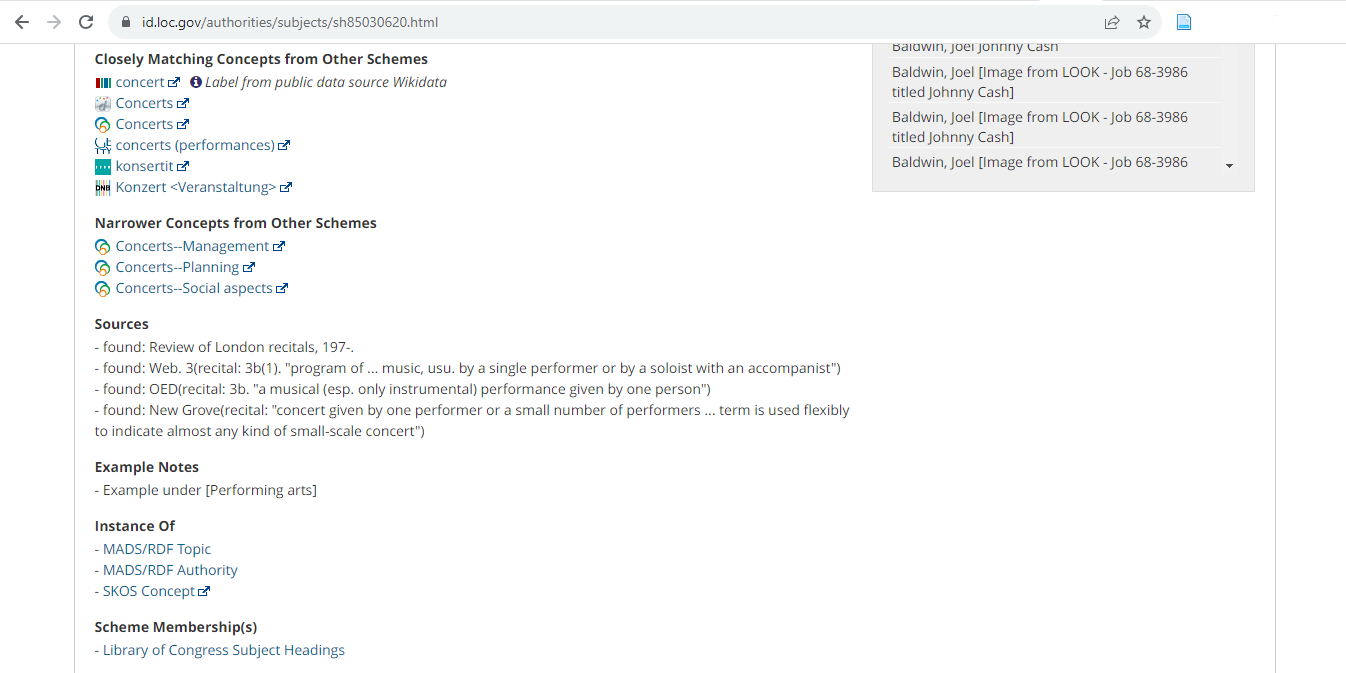 id.loc.gov/authorities/subjects/sh85030620.html
Closely Matching Concepts from Other Schemes
concert Label from public data source Wikidata
Concerts
Concerts
concerts (performances)
konsertit
DNB Konzert <Veranstaltung>
Narrower Concepts from Other Schemes
Concerts--Management
Concerts--Planning
Concerts--Social aspects
Sources
- found: Review of London recitals, 197-.
- found: Web. 3(recital: 3b(1). "program of ... music, usu. by a single performer or by a soloist with an accompanist")
- found: OED(recital: 3b. "a musical (esp. only instrumental) performance given by one person")
- found: New Grove(recital: "concert given by one performer or a small number of performers ... term is used flexibly
to indicate almost any kind of small-scale concert")
Example Notes
- Example under [Performing arts]
Instance Of
- MADS/RDF Topic
- MADS/RDF Authority
- SKOS Concept
Scheme Membership(s)
- Library of Congress Subject Headings
Baldwin, Joel Johnny Cash
Baldwin, Joel [Image from LOOK - Job 68-3986
titled Johnny Cash]
Baldwin, Joel [Image from LOOK - Job 68-3986
titled Johnny Cash]
Baldwin, Joel [Image from LOOK - Job 68-3986